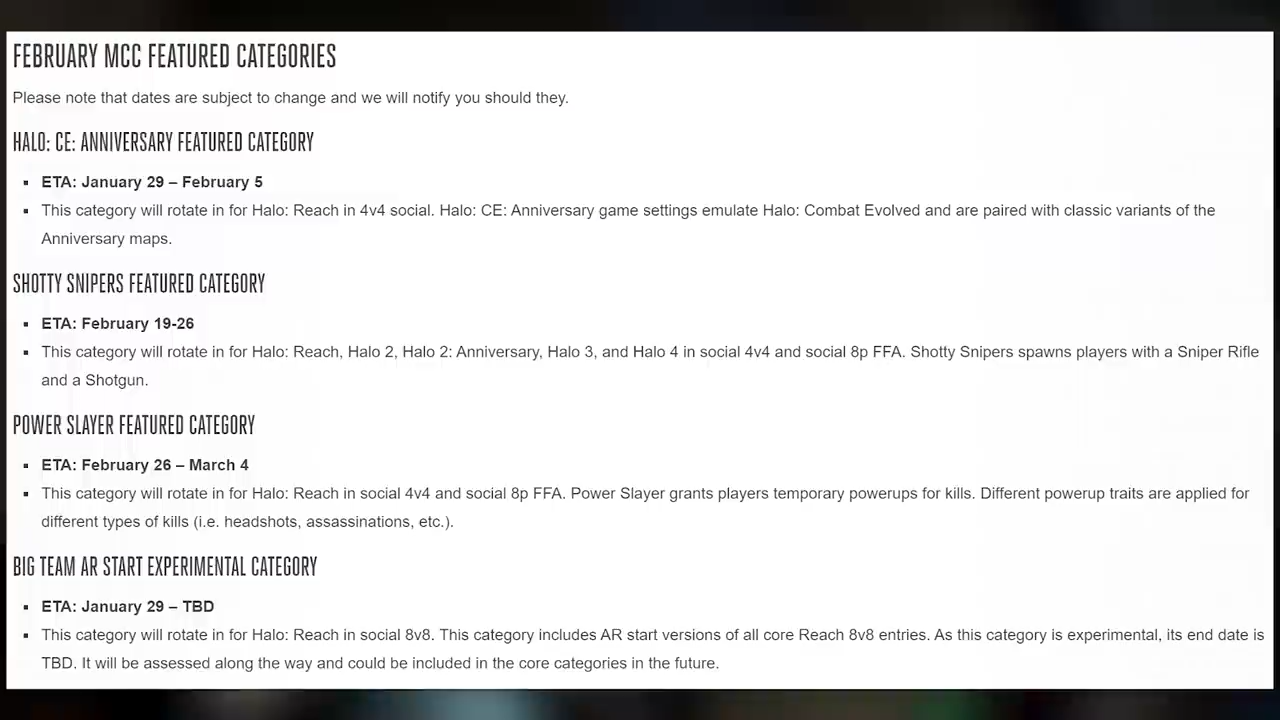 FEBRUARY MCC FEATURED CATEGORIES
Please note that dates are subject to change and we will notify you should they.
HALO: CE: ANNIVERSARY FEATURED CATEGORY
▪ ETA: January 29 – February 5
▪ This category will rotate in for Halo: Reach in 4v4 social. Halo: CE: Anniversary game settings emulate Halo: Combat Evolved and are paired with classic variants of the
Anniversary maps.
SHOTTY SNIPERS FEATURED CATEGORY
▪ ETA: February 19-26
▪ This category will rotate in for Halo: Reach, Halo 2, Halo 2: Anniversary, Halo 3, and Halo 4 in social 4v4 and social 8p FFA. Shotty Snipers spawns players with a Sniper Rifle
and a Shotgun.
POWER SLAYER FEATURED CATEGORY
▪ ETA: February 26 – March 4
▪ This category will rotate in for Halo: Reach in social 4v4 and social 8p FFA. Power Slayer grants players temporary powerups for kills. Different powerup traits are applied for
different types of kills (i.e. headshots, assassinations, etc.).
BIG TEAM AR START EXPERIMENTAL CATEGORY
▪ ETA: January 29 – TBD
▪ This category will rotate in for Halo: Reach in social 8v8. This category includes AR start versions of all core Reach 8v8 entries. As this category is experimental, its end date is
TBD. It will be assessed along the way and could be included in the core categories in the future.